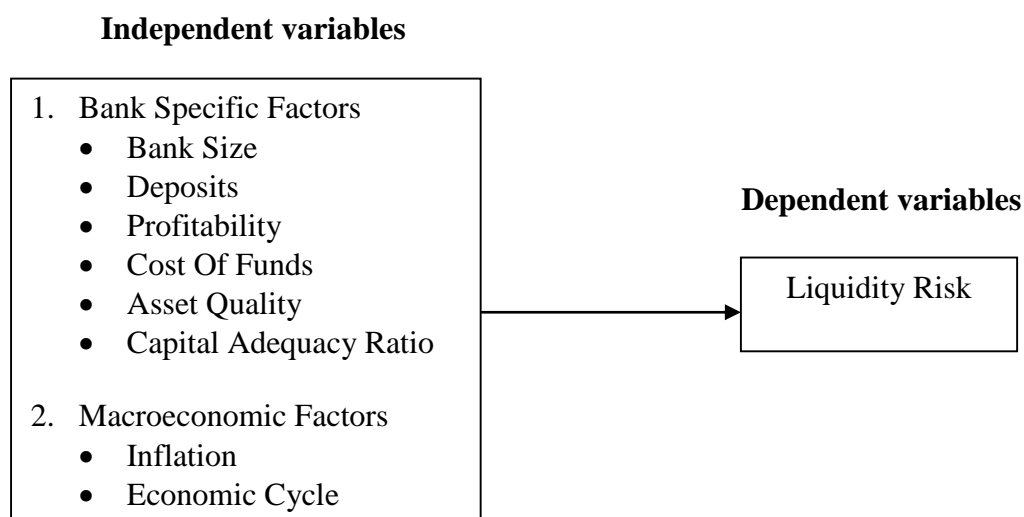 Independent variables
1. Bank Specific Factors
• Bank Size
• Deposits
• Profitability
• Cost Of Funds
• Asset Quality
• Capital Adequacy Ratio
2. Macroeconomic Factors
• Inflation
• Economic Cycle
Dependent variables
Liquidity Risk